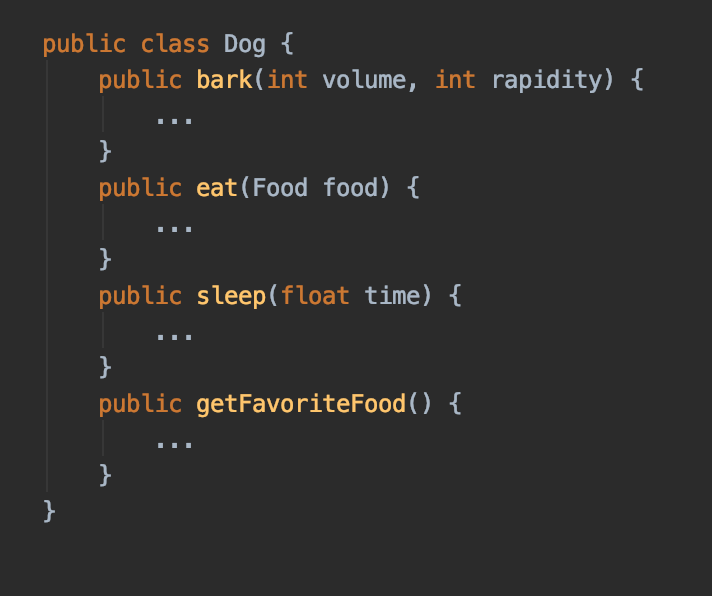 public class Dog {
    public bark(int volume, int rapidity) {
        ...
    }
    public eat(Food food) {
        ...
    }
    public sleep(float time) {
        ...
    }
    public getFavoriteFood() {
        ...
    }
}